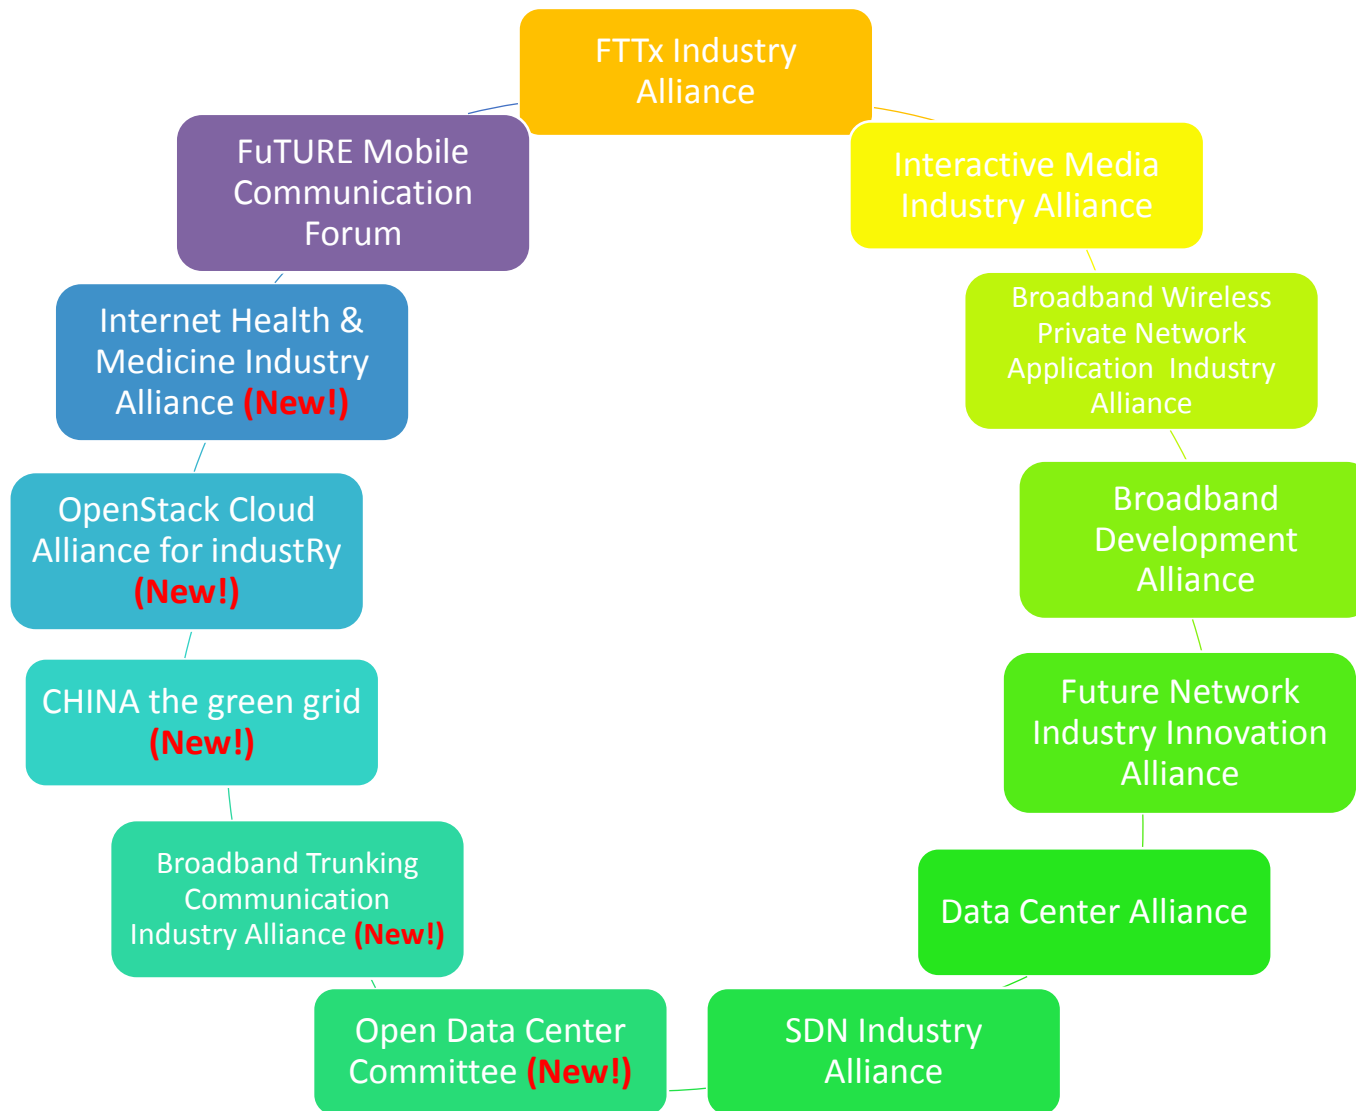 FTTx Industry
Alliance
Interactive Media
Industry Alliance
Broadband Wireless
Private Network
Application  Industry
Alliance
Broadband
Development
Alliance
Future Network
Industry Innovation
Alliance
Data Center Alliance
SDN Industry
Alliance
Open Data Center
Committee (New!)
Broadband Trunking
Communication
Industry Alliance (New!)
CHINA the green grid
(New!)
OpenStack Cloud
Alliance for industRy
(New!)
Internet Health &
Medicine Industry
Alliance (New!)
FuTURE Mobile
Communication
Forum